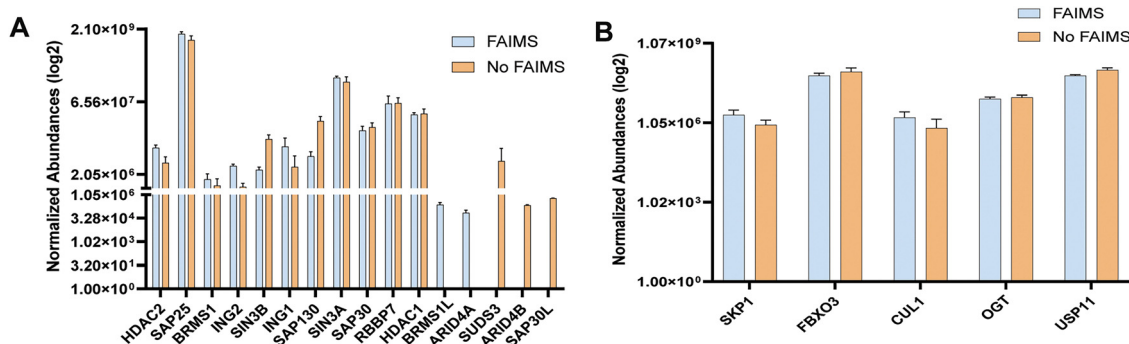 A
Normalized Abundances (log2)
2.10×10⁹
6.56×10⁷
2.05×10⁶
1.05×10⁶
3.28×10⁴
1.02×10³
3.20×10¹
1.00×10⁰
FAIMS
No FAIMS
HDAC2
SAP25
BRMS1
ING2
SIN3B
ING1
SAP130
SIN3A
SAP30
RBBP7
HDAC1
BRMS1L
ARID4A
SUDS3
ARID4B
SAP30L
B
Normalized Abundances (log2)
1.07×10⁹
1.05×10⁶
1.02×10³
1.00×10⁰
FAIMS
No FAIMS
SKP1
FBXO3
CUL1
OGT
USP11